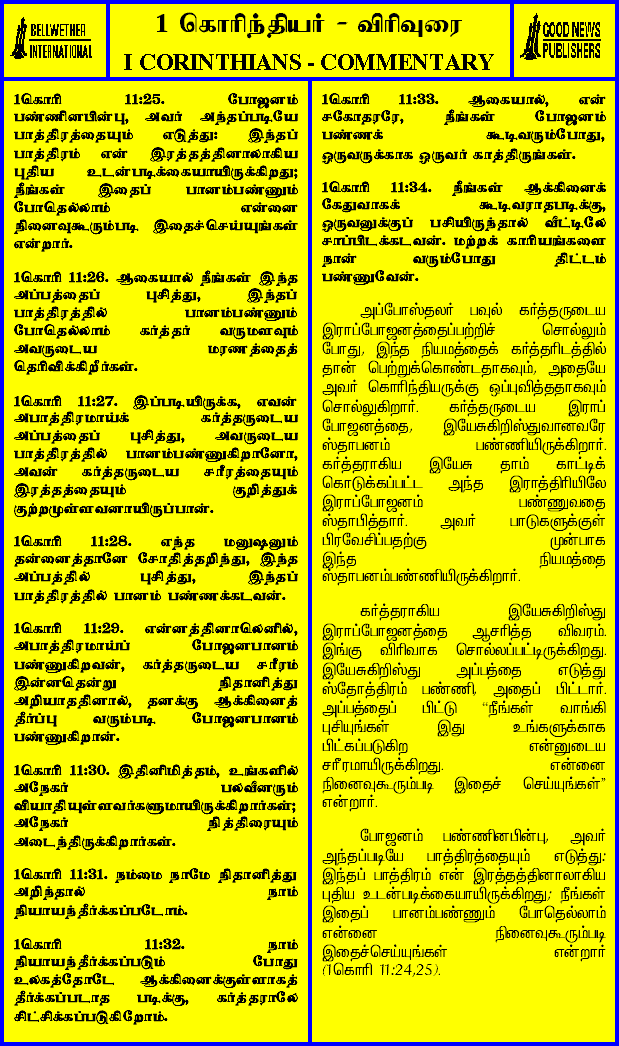 BELLWETHER
INTERNATIONAL
1 கொரிந்தியர் - விரிவுரை
I CORINTHIANS - COMMENTARY
GOOD NEWS
PUBLISHERS
1கொரி 11:25. போஜனம்
பண்ணினபின்பு, அவர் அந்தப்படியே
பாத்திரத்தையும் எடுத்து: இந்தப்
பாத்திரம் என் இரத்தத்தினாலாகிய
புதிய உடன்படிக்கையாயிருக்கிறது;
நீங்கள் இதைப் பானம்பண்ணும்
போதெல்லாம் என்னை
நினைவுகூரும்படி இதைச்செய்யுங்கள்
என்றார்.
1கொரி 11:26. ஆகையால் நீங்கள் இந்த
அப்பத்தைப் புசித்து, இந்தப்
பாத்திரத்தில் பானம்பண்ணும்
போதெல்லாம் கர்த்தர் வருமளவும்
அவருடைய மரணத்தைத்
தெரிவிக்கிறீர்கள்.
1கொரி 11:27. இப்படியிருக்க, எவன்
அபாத்திரமாய்க் கர்த்தருடைய
அப்பத்தைப் புசித்து, அவருடைய
பாத்திரத்தில் பானம்பண்ணுகிறானோ,
அவன் கர்த்தருடைய சரீரத்தையும்
இரத்தத்தையும் குறித்துக்
குற்றமுள்ளவனாயிருப்பான்.
1கொரி 11:28. எந்த மனுஷனும்
தன்னைத்தானே சோதித்தறிந்து, இந்த
அப்பத்தில் புசித்து, இந்தப்
பாத்திரத்தில் பானம் பண்ணக்கடவன்.
1கொரி 11:29. என்னத்தினாலெனில்,
அபாத்திரமாய்ப் போஜனபானம்
பண்ணுகிறவன், கர்த்தருடைய சரீரம்
இன்னதென்று நிதானித்து
அறியாததினால், தனக்கு ஆக்கினைத்
தீர்ப்பு வரும்படி போஜனபானம்
பண்ணுகிறான்.
1கொரி 11:30. இதினிமித்தம், உங்களில்
அநேகர் பலவீனரும்
வியாதியுள்ளவர்களுமாயிருக்கிறார்கள்;
அநேகர் நித்திரையும்
அடைந்திருக்கிறார்கள்.
1கொரி 11:31. நம்மை நாமே நிதானித்து
அறிந்தால் நாம்
நியாயந்தீர்க்கப்படோம்.
1கொரி 11:32. நாம்
நியாயந்தீர்க்கப்படும் போது
உலகத்தோடே ஆக்கினைக்குள்ளாகத்
தீர்க்கப்படாத படிக்கு, கர்த்தராலே
சிட்சிக்கப்படுகிறோம்.
1கொரி 11:33. ஆகையால், என்
சகோதரரே, நீங்கள் போஜனம்
பண்ணக் கூடிவரும்போது,
ஒருவருக்காக ஒருவர் காத்திருங்கள்.
1கொரி 11:34. நீங்கள் ஆக்கினைக்
கேதுவாகக் கூடிவராதபடிக்கு,
ஒருவனுக்குப் பசியிருந்தால் வீட்டிலே
சாப்பிடக்கடவன். மற்றக் காரியங்களை
நான் வரும்போது திட்டம்
பண்ணுவேன்.
அப்போஸ்தலர் பவுல் கர்த்தருடைய
இராப்போஜனத்தைப்பற்றிச் சொல்லும்
போது, இந்த நியமத்தைக் கர்த்தரிடத்தில்
தான் பெற்றுக்கொண்டதாகவும், அதையே
அவர் கொரிந்தியருக்கு ஒப்புவித்ததாகவும்
சொல்லுகிறார். கர்த்தருடைய இராப்
போஜனத்தை, இயேசுகிறிஸ்துவானவரே
ஸ்தாபனம் பண்ணியிருக்கிறார்.
கர்த்தராகிய இயேசு தாம் காட்டிக்
கொடுக்கப்பட்ட அந்த இராத்திரியிலே
இராப்போஜனம் பண்ணுவதை
ஸ்தாபித்தார். அவர் பாடுகளுக்குள்
பிரவேசிப்பதற்கு முன்பாக
இந்த நியமத்தை
ஸ்தாபனம்பண்ணியிருக்கிறார்.
கர்த்தராகிய இயேசுகிறிஸ்து
இராப்போஜனத்தை ஆசரித்த விவரம்.
இங்கு விரிவாக சொல்லப்பட்டிருக்கிறது.
இயேசுகிறிஸ்து அப்பத்தை எடுத்து
ஸ்தோத்திரம் பண்ணி, அதைப் பிட்டார்.
அப்பத்தைப் பிட்டு "நீங்கள் வாங்கி
புசியுங்கள் இது உங்களுக்காக
பிட்கப்படுகிற என்னுடைய
சரீரமாயிருக்கிறது. என்னை
நினைவுகூரும்படி இதைச் செய்யுங்கள்"
என்றார்.
போஜனம் பண்ணினபின்பு, அவர்
அந்தப்படியே பாத்திரத்தையும் எடுத்து:
இந்தப் பாத்திரம் என் இரத்தத்தினாலாகிய
புதிய உடன்படிக்கையாயிருக்கிறது; நீங்கள்
இதைப் பானம்பண்ணும் போதெல்லாம்
என்னை நினைவுகூரும்படி
இதைச்செய்யுங்கள் என்றார்
(1கொரி 11:24,25).